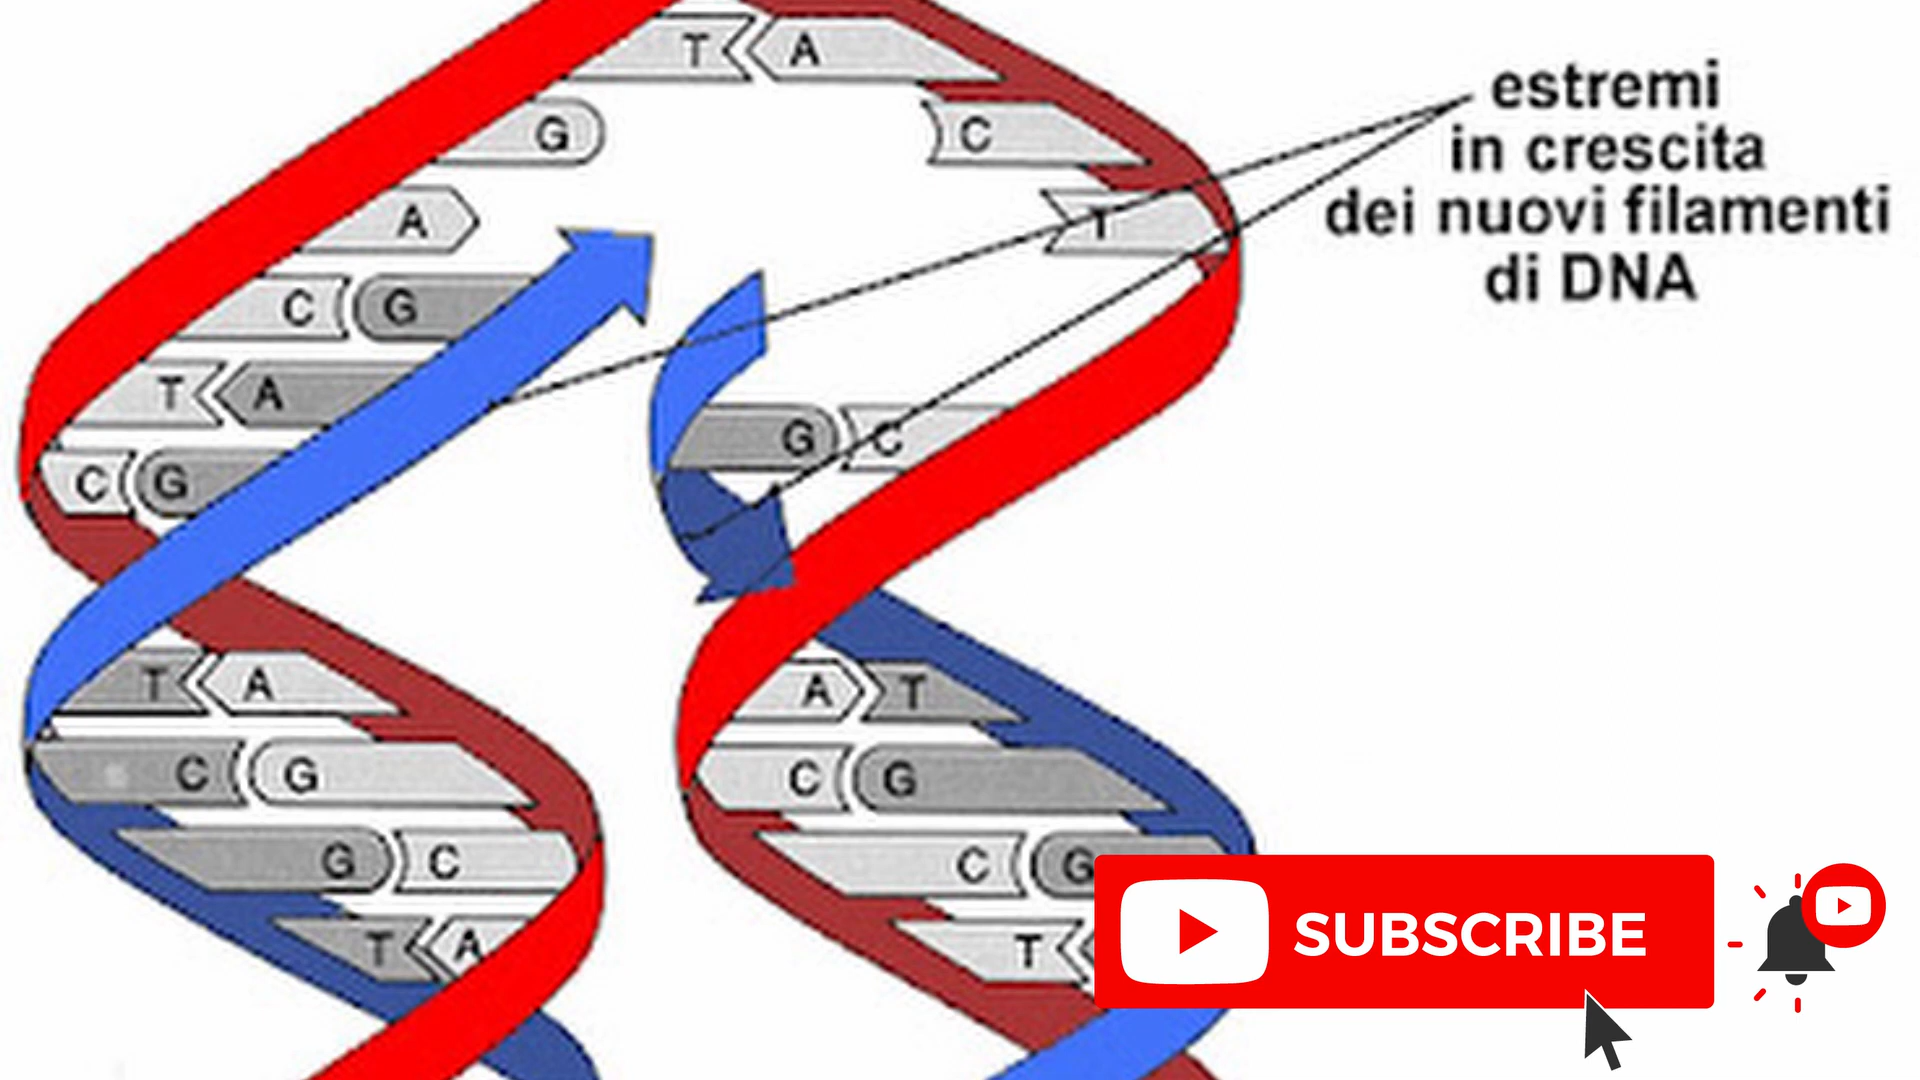 T A
G C
A T
C G
T A
G C
C G
T A
A T
C G
C G
G C
C G
T A
T
estremi
in crescita
dei nuovi filamenti
di DNA
SUBSCRIBE